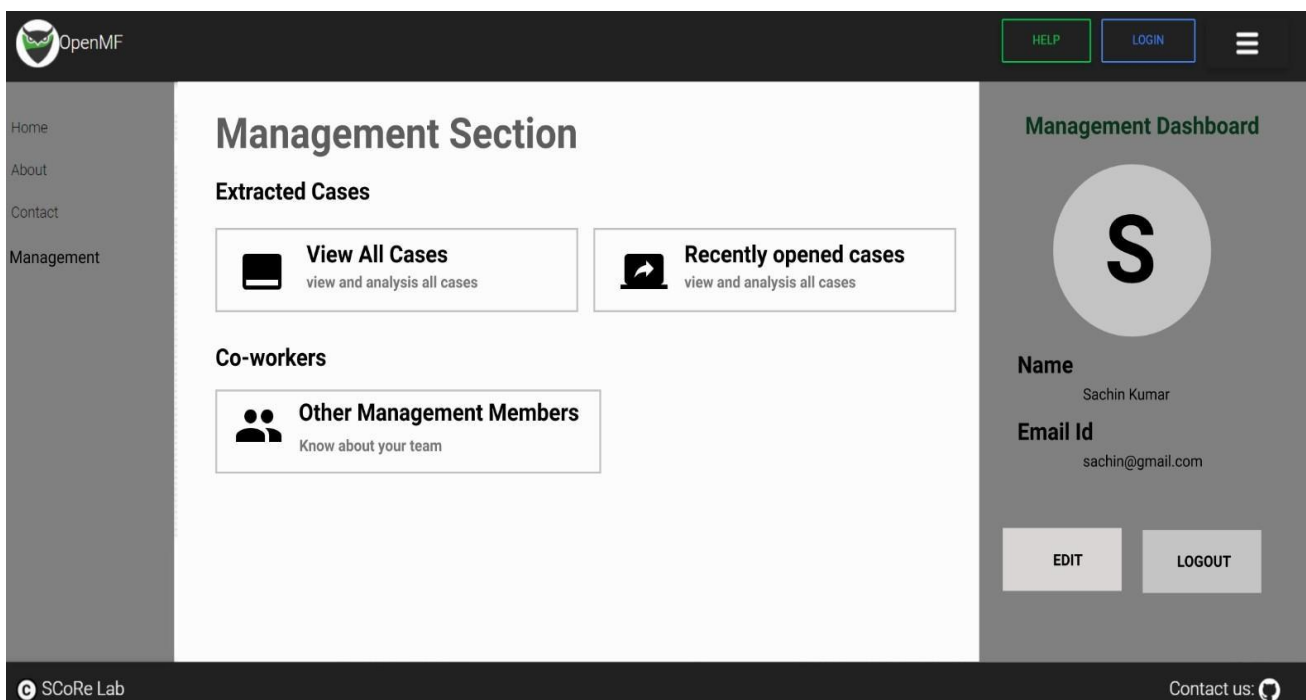 OpenMF
HELP
LOGIN
Home
About
Contact
Management
Management Section
Extracted Cases
View All Cases
view and analysis all cases
Recently opened cases
view and analysis all cases
Co-workers
Other Management Members
Know about your team
Management Dashboard
S
Name
Sachin Kumar
Email Id
sachin@gmail.com
EDIT
LOGOUT
© SCoRe Lab
Contact us: